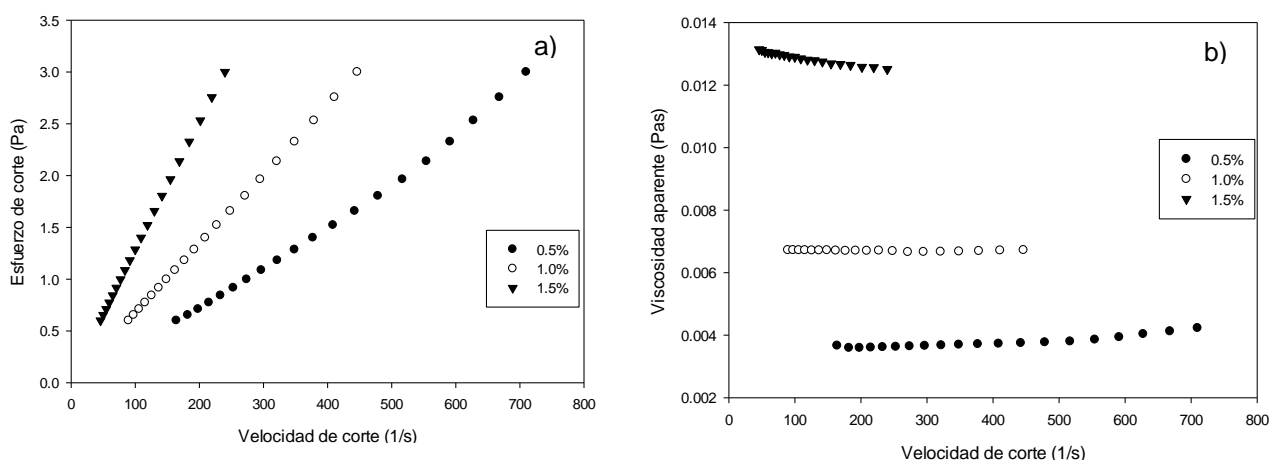 a)
3.5
3.0
2.5
2.0
1.5
1.0
0.5
0.0
Esfuerzo de corte (Pa)
0.5%
1.0%
1.5%
0 100 200 300 400 500 600 700 800
Velocidad de corte (1/s)
b)
0.014
0.012
0.010
0.008
0.006
0.004
0.002
Viscosidad aparente (Pas)
0.5%
1.0%
1.5%
0 100 200 300 400 500 600 700 800
Velocidad de corte (1/s)